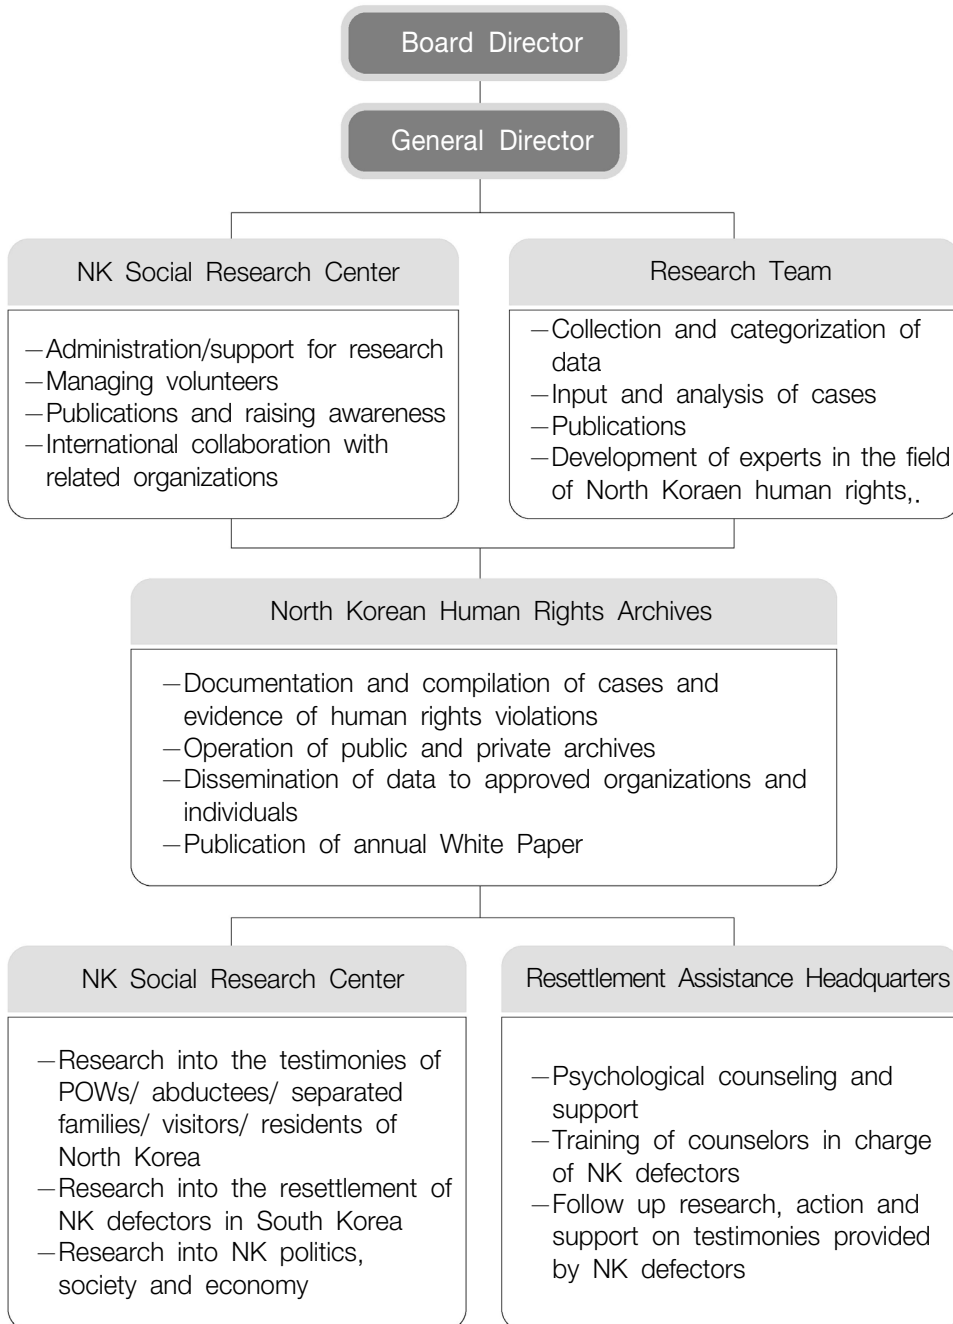 Board Director
General Director
NK Social Research Center
—Administration/support for research
—Managing volunteers
—Publications and raising awareness
—International collaboration with
related organizations
Research Team
—Collection and categorization of
data
—Input and analysis of cases
—Publications
—Development of experts in the field
of North Koraen human rights,.
North Korean Human Rights Archives
—Documentation and compilation of cases and
evidence of human rights violations
—Operation of public and private archives
—Dissemination of data to approved organizations and
individuals
—Publication of annual White Paper
NK Social Research Center
—Research into the testimonies of
POWs/ abductees/ separated
families/ visitors/ residents of
North Korea
—Research into the resettlement of
NK defectors in South Korea
—Research into NK politics,
society and economy
Resettlement Assistance Headquarters
—Psychological counseling and
support
—Training of counselors in charge
of NK defectors
—Follow up research, action and
support on testimonies provided
by NK defectors